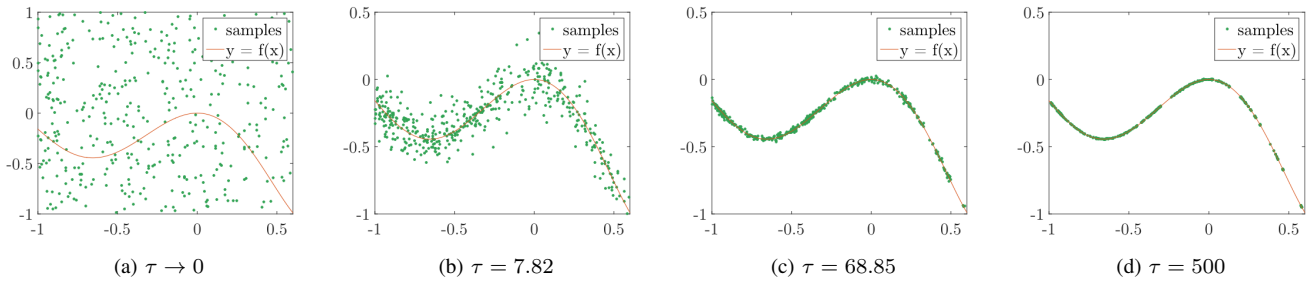 1
0.5
0
-0.5
-1
-1 -0.5 0 0.5
samples
y = f(x)
(a) τ → 0
0.5
0
-0.5
-1
-1 -0.5 0 0.5
samples
y = f(x)
(b) τ = 7.82
0.5
0
-0.5
-1
-1 -0.5 0 0.5
samples
y = f(x)
(c) τ = 68.85
0.5
0
-0.5
-1
-1 -0.5 0 0.5
samples
y = f(x)
(d) τ = 500